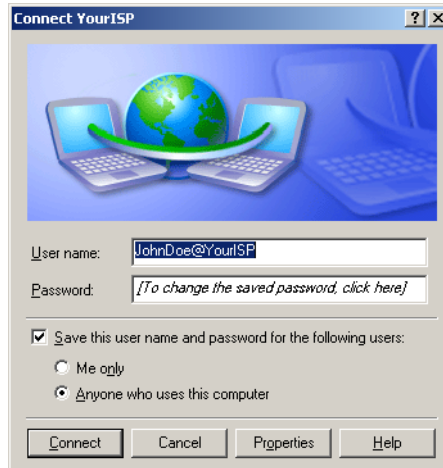 Connect YourISP
User name: JohnDoe@YourISP
Password: [To change the saved password, click here]
Save this user name and password for the following users:
Me only
Anyone who uses this computer
Connect Cancel Properties Help